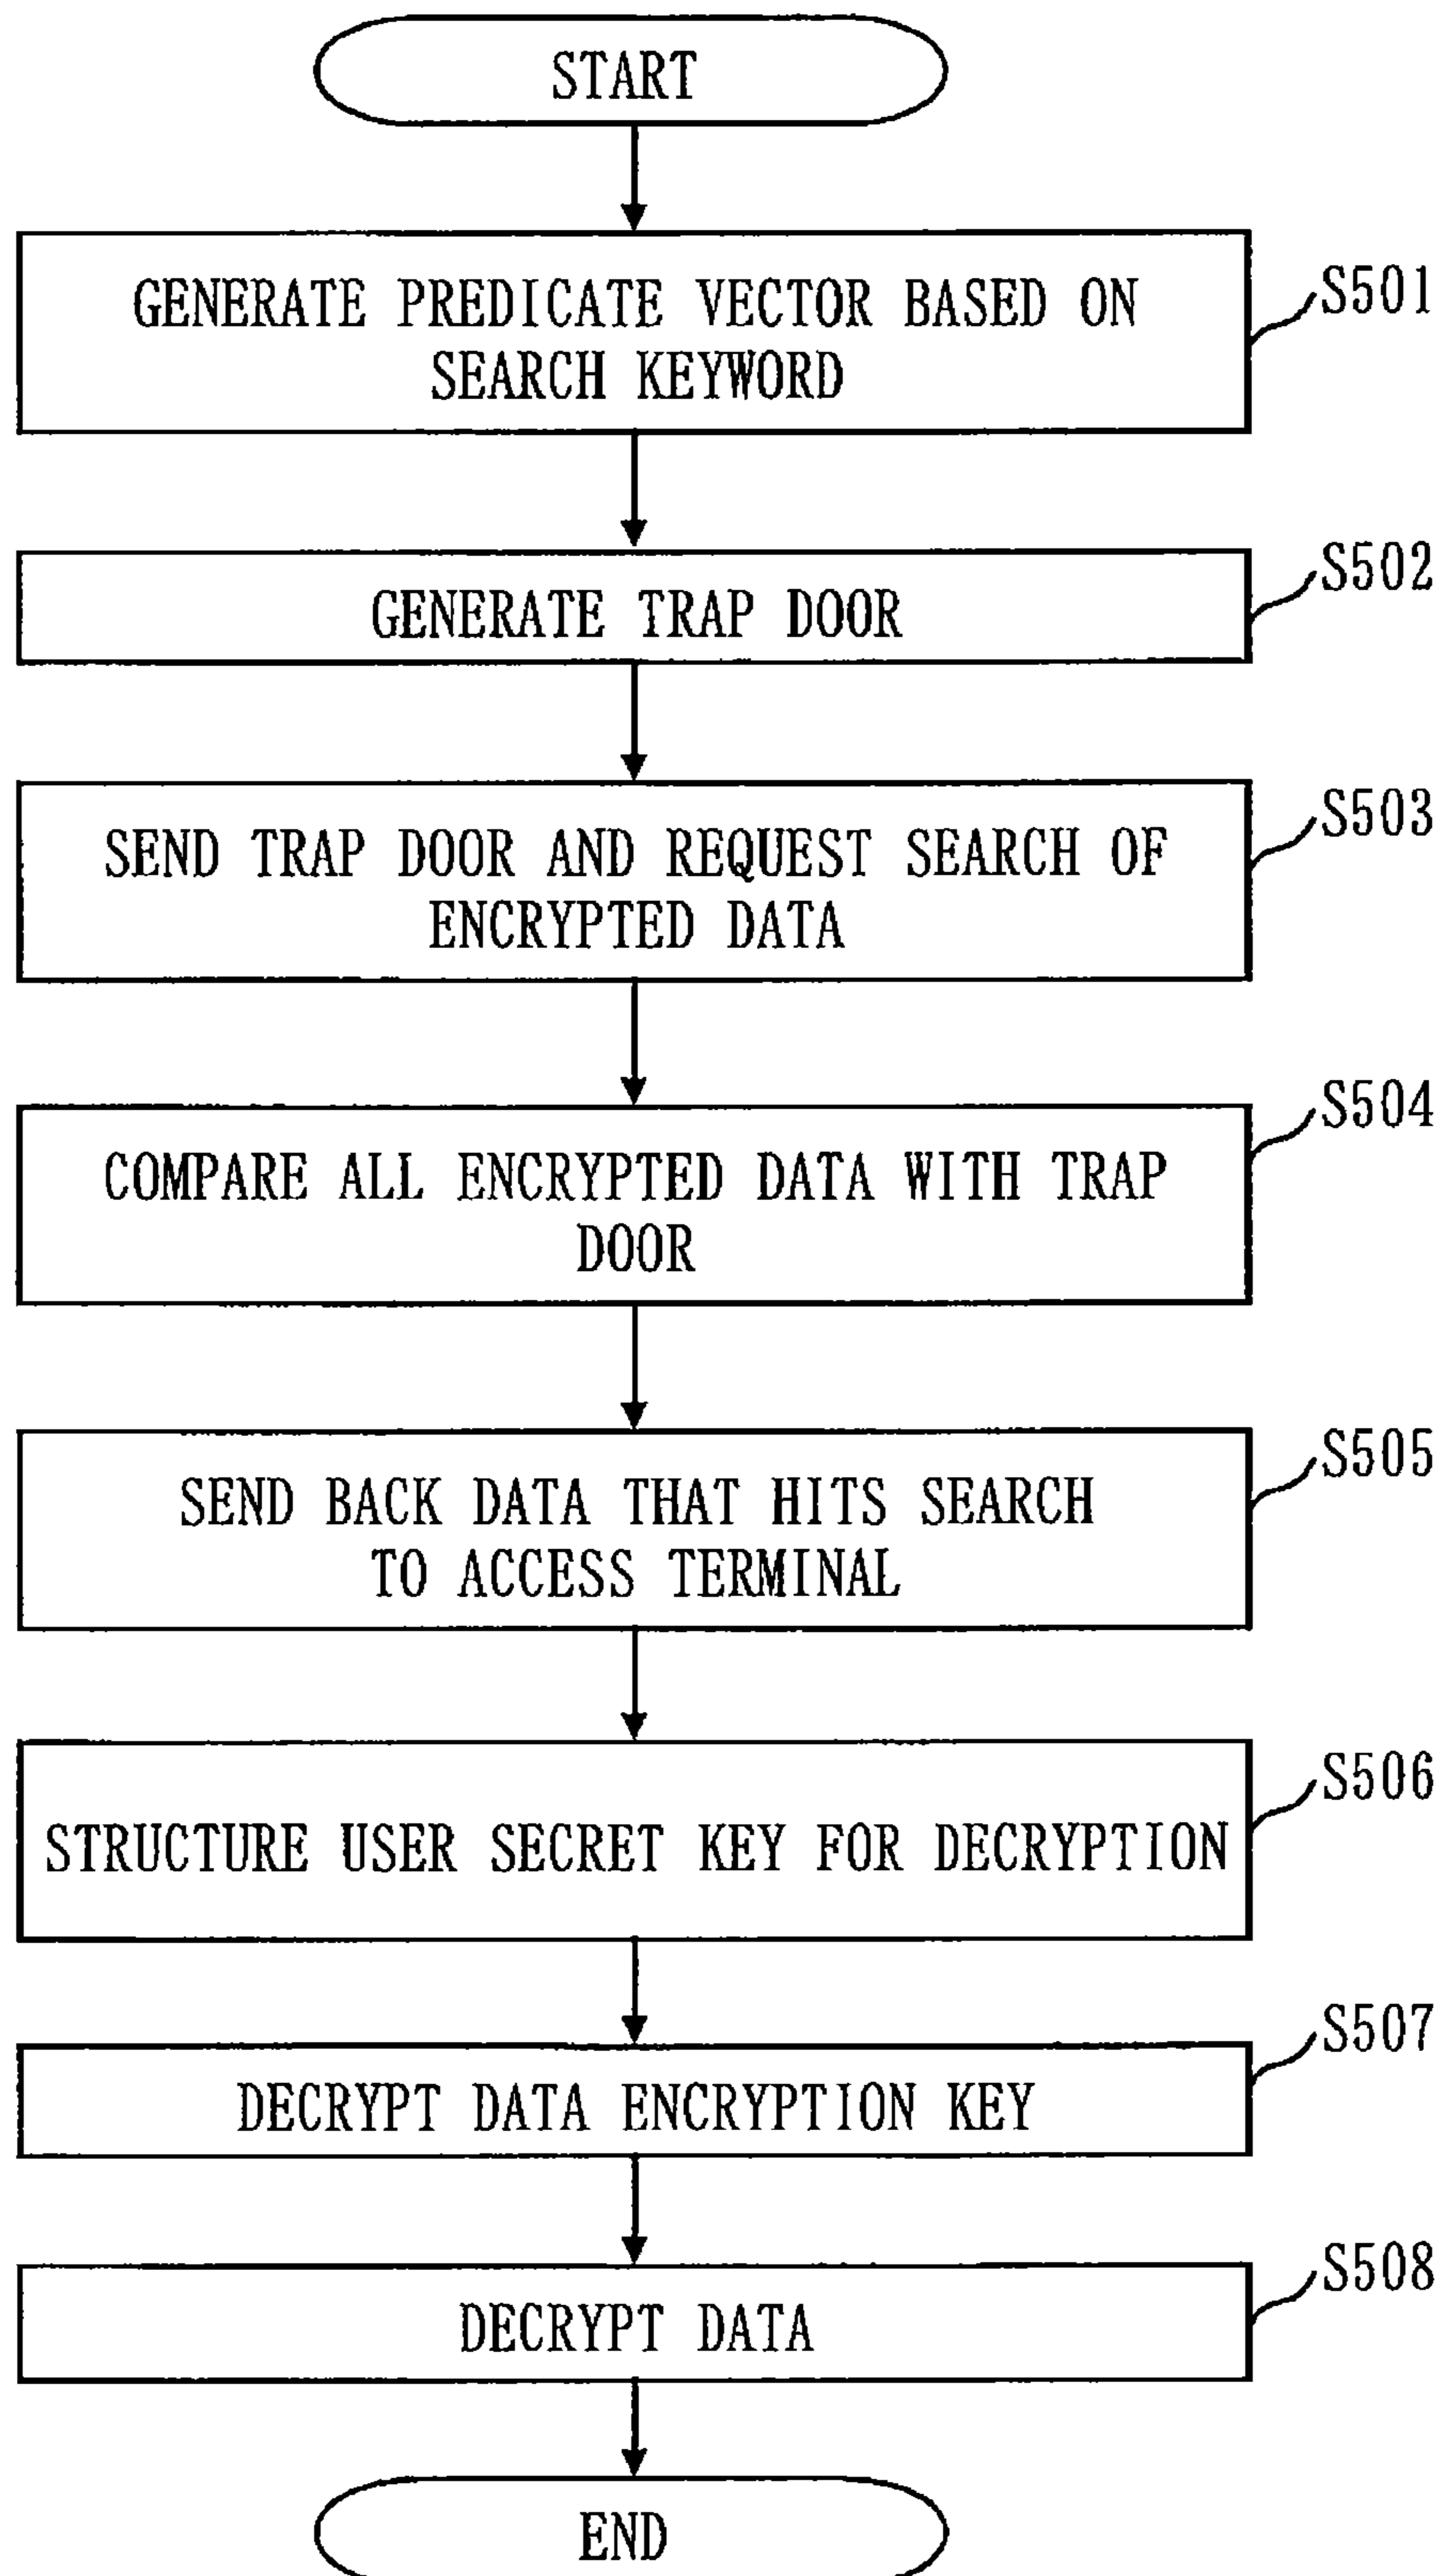 START
GENERATE PREDICATE VECTOR BASED ON
SEARCH KEYWORD
S501
GENERATE TRAP DOOR
S502
SEND TRAP DOOR AND REQUEST SEARCH OF
ENCRYPTED DATA
S503
COMPARE ALL ENCRYPTED DATA WITH TRAP
DOOR
S504
SEND BACK DATA THAT HITS SEARCH
TO ACCESS TERMINAL
S505
STRUCTURE USER SECRET KEY FOR DECRYPTION
S506
DECRYPT DATA ENCRYPTION KEY
S507
DECRYPT DATA
S508
END